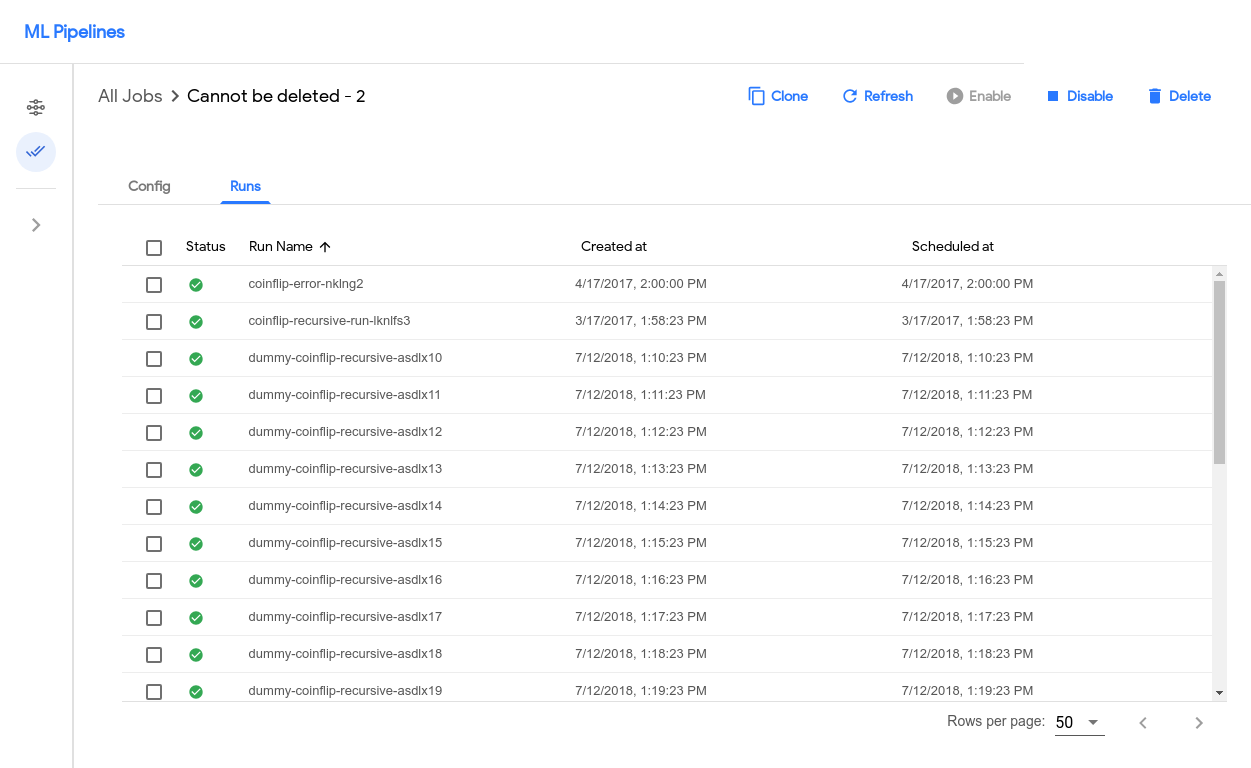 ML Pipelines
All Jobs > Cannot be deleted - 2
Clone Refresh Enable Disable Delete
Config Runs
Status Run Name Created at Scheduled at
coinflip-error-nklng2 4/17/2017, 2:00:00 PM 4/17/2017, 2:00:00 PM
coinflip-recursive-run-lknlfs3 3/17/2017, 1:58:23 PM 3/17/2017, 1:58:23 PM
dummy-coinflip-recursive-asdlx10 7/12/2018, 1:10:23 PM 7/12/2018, 1:10:23 PM
dummy-coinflip-recursive-asdlx11 7/12/2018, 1:11:23 PM 7/12/2018, 1:11:23 PM
dummy-coinflip-recursive-asdlx12 7/12/2018, 1:12:23 PM 7/12/2018, 1:12:23 PM
dummy-coinflip-recursive-asdlx13 7/12/2018, 1:13:23 PM 7/12/2018, 1:13:23 PM
dummy-coinflip-recursive-asdlx14 7/12/2018, 1:14:23 PM 7/12/2018, 1:14:23 PM
dummy-coinflip-recursive-asdlx15 7/12/2018, 1:15:23 PM 7/12/2018, 1:15:23 PM
dummy-coinflip-recursive-asdlx16 7/12/2018, 1:16:23 PM 7/12/2018, 1:16:23 PM
dummy-coinflip-recursive-asdlx17 7/12/2018, 1:17:23 PM 7/12/2018, 1:17:23 PM
dummy-coinflip-recursive-asdlx18 7/12/2018, 1:18:23 PM 7/12/2018, 1:18:23 PM
dummy-coinflip-recursive-asdlx19 7/12/2018, 1:19:23 PM 7/12/2018, 1:19:23 PM
Rows per page: 50